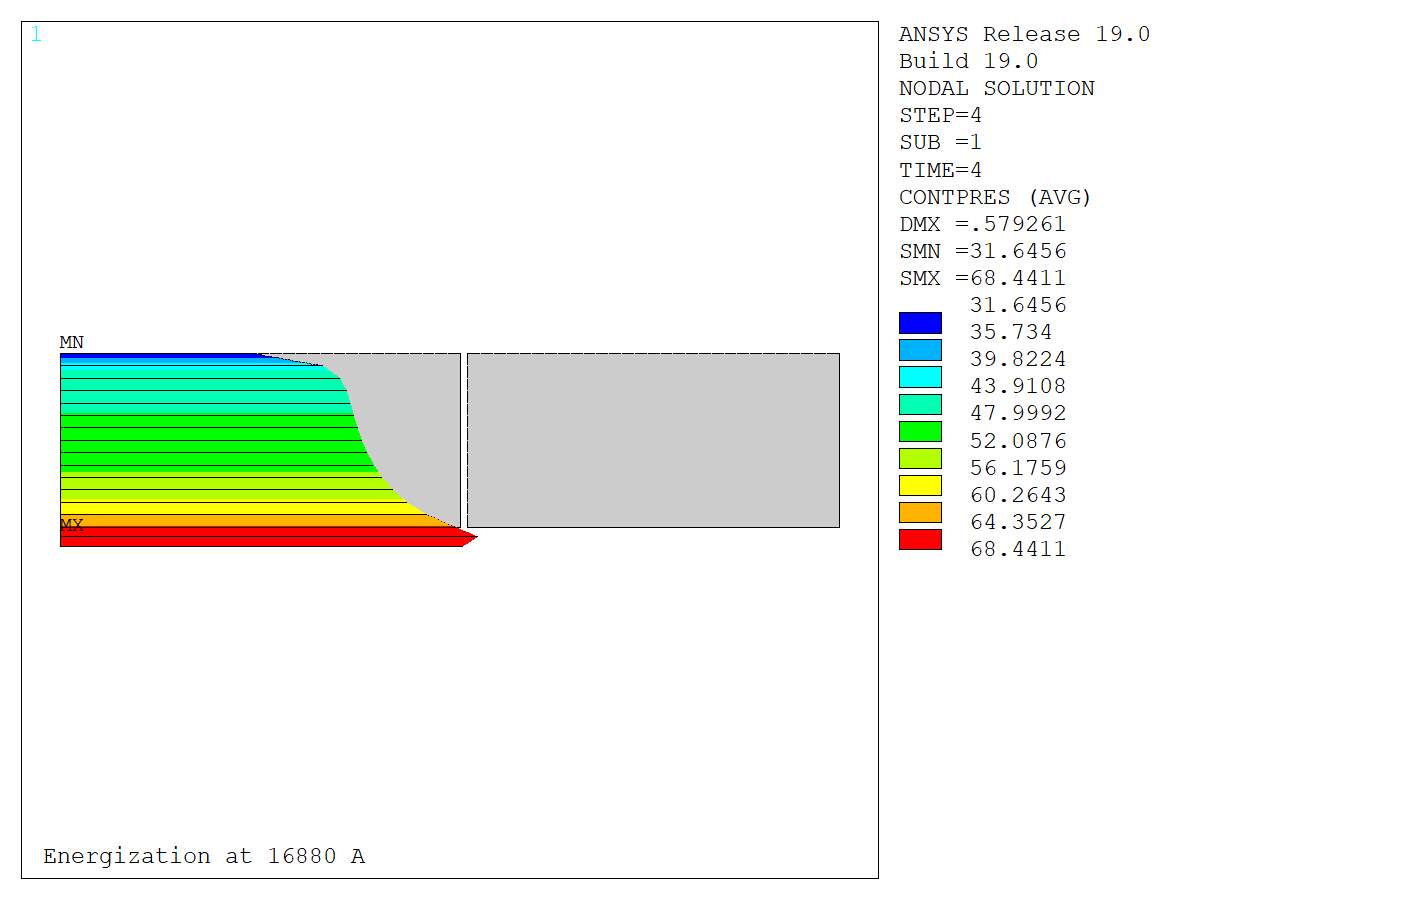 1
ANSYS Release 19.0
Build 19.0
NODAL SOLUTION
STEP=4
SUB =1
TIME=4
CONTPRES (AVG)
DMX =.579261
SMN =31.6456
SMX =68.4411
31.6456
35.734
39.8224
43.9108
47.9992
52.0876
56.1759
60.2643
64.3527
68.4411
MN
MX
Energization at 16880 A